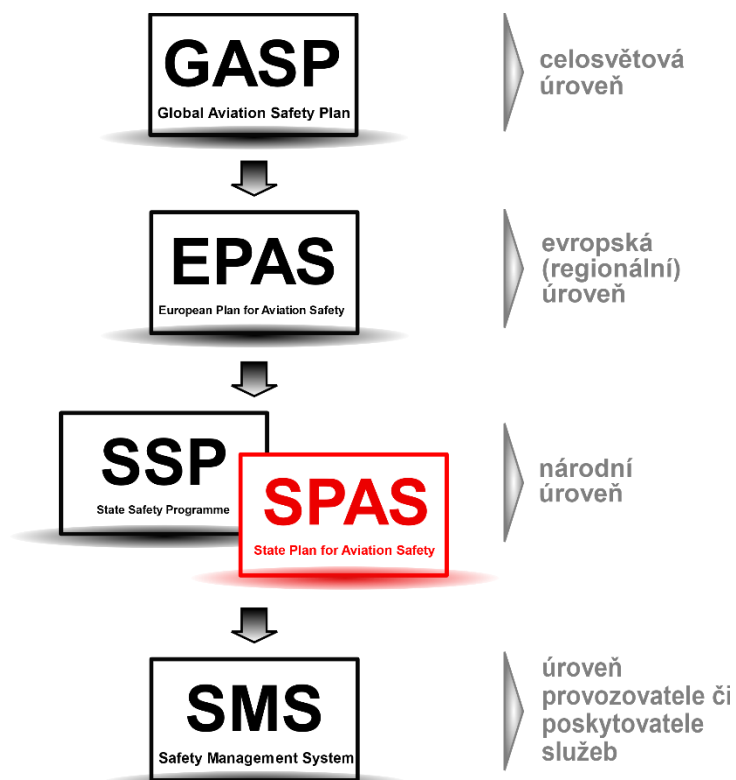 GASP
Global Aviation Safety Plan
celosvětová
úroveň
EPAS
European Plan for Aviation Safety
evropská
(regionální)
úroveň
SSP
State Safety Programme
SPAS
State Plan for Aviation Safety
národní
úroveň
SMS
Safety Management System
úroveň
provozovatele či
poskytovatele
služeb